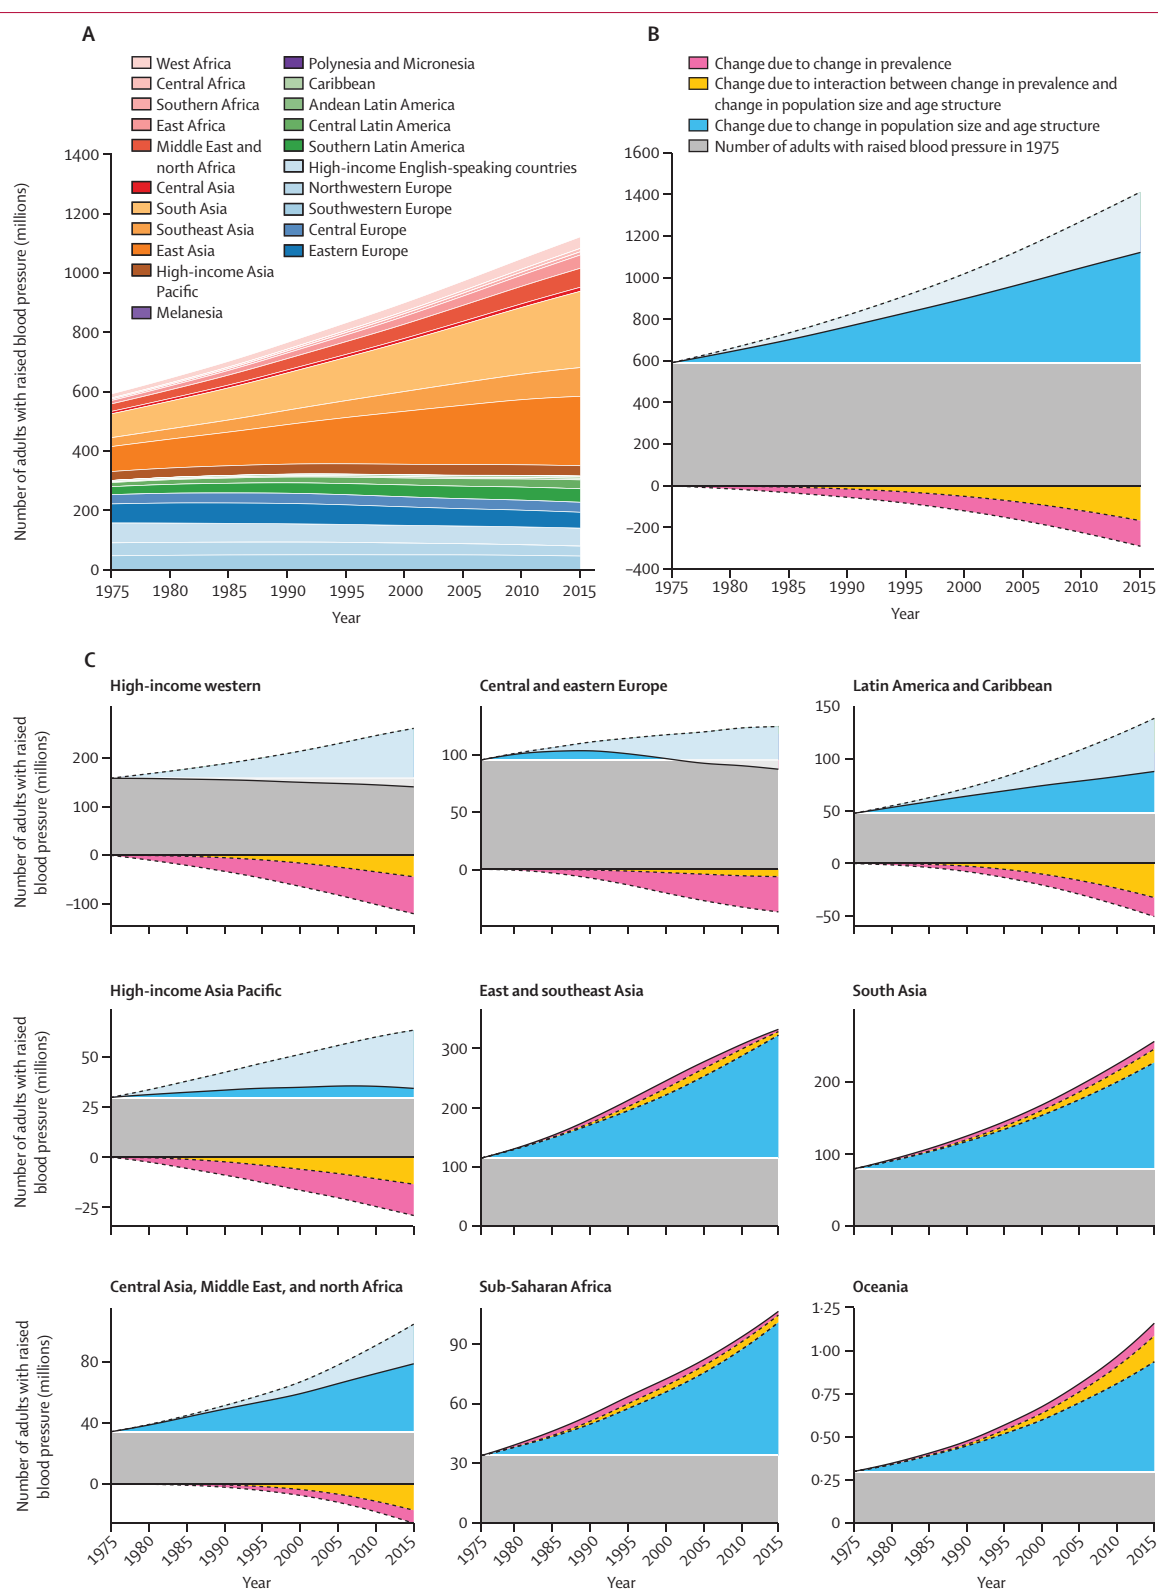 A
West Africa
Central Africa
Southern Africa
East Africa
Middle East and
north Africa
Central Asia
South Asia
Southeast Asia
East Asia
High-income Asia
Pacific
Melanesia
Polynesia and Micronesia
Caribbean
Andean Latin America
Central Latin America
Southern Latin America
High-income English-speaking countries
Northwestern Europe
Southwestern Europe
Central Europe
Eastern Europe
Number of adults with raised blood pressure (millions)
1400
1200
1000
800
600
400
200
0
1975 1980 1985 1990 1995 2000 2005 2010 2015
Year
B
Change due to change in prevalence
Change due to interaction between change in prevalence and
change in population size and age structure
Change due to change in population size and age structure
Number of adults with raised blood pressure in 1975
1600
1400
1200
1000
800
600
400
200
0
–200
–400
1975 1980 1985 1990 1995 2000 2005 2010 2015
Year
C
High-income western
Number of adults with raised
blood pressure (millions)
200
100
0
–100
Central and eastern Europe
100
50
0
Latin America and Caribbean
150
100
50
0
–50
High-income Asia Pacific
Number of adults with raised
blood pressure (millions)
50
25
0
–25
East and southeast Asia
300
200
100
0
South Asia
200
100
0
Central Asia, Middle East, and north Africa
Number of adults with raised
blood pressure (millions)
80
40
0
1975 1980 1985 1990 1995 2000 2005 2010 2015
Year
Sub-Saharan Africa
90
60
30
0
1975 1980 1985 1990 1995 2000 2005 2010 2015
Year
Oceania
1·25
1·00
0·75
0·50
0·25
0
1975 1980 1985 1990 1995 2000 2005 2010 2015
Year